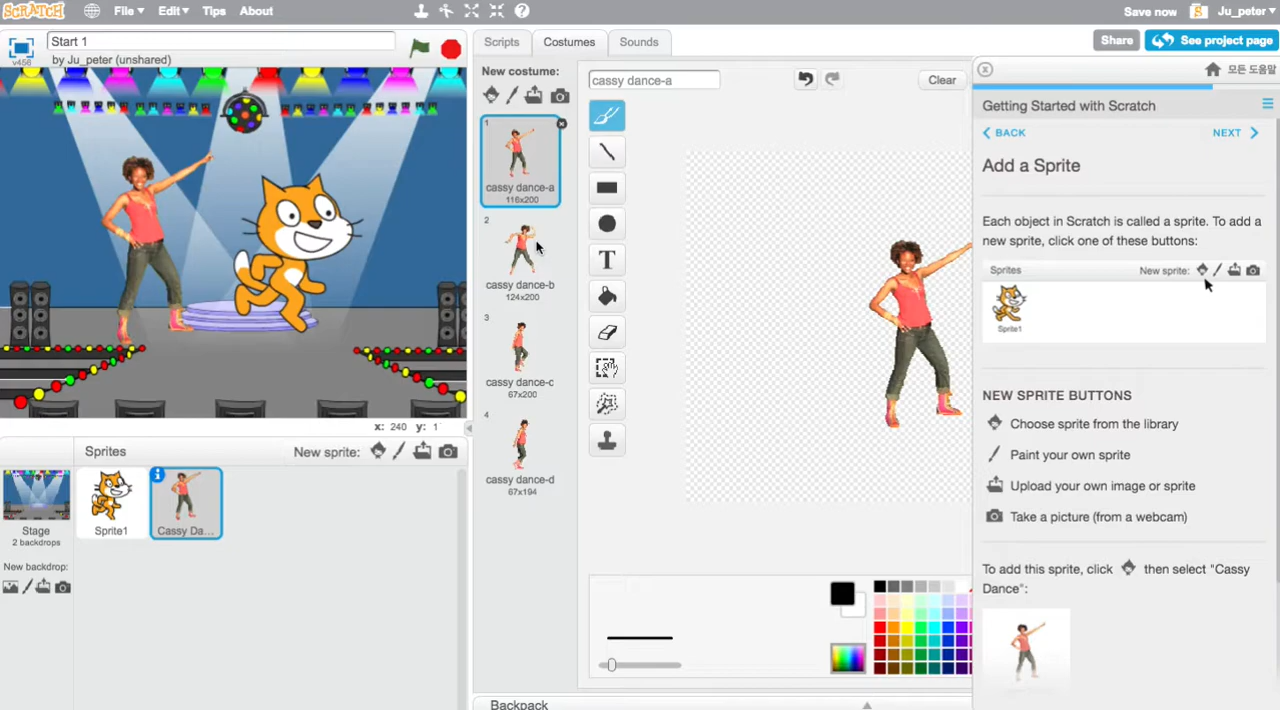 SCRATCH
File
Edit
Tips
About
Save now
Ju_peter
v456
Start 1
by Ju_peter (unshared)
Scripts
Costumes
Sounds
Share
See project page
New costume:
cassy dance-a
Clear
1
cassy dance-a
116x200
2
cassy dance-b
124x200
3
cassy dance-c
67x200
4
cassy dance-d
67x194
T
x: 240 y: 1
Sprites
New sprite:
Stage
2 backdrops
New backdrop:
Sprite1
Cassy Da...
Backpack
모든 도움말
Getting Started with Scratch
BACK
NEXT
Add a Sprite
Each object in Scratch is called a sprite. To add a
new sprite, click one of these buttons:
Sprites
New sprite:
Sprite1
NEW SPRITE BUTTONS
Choose sprite from the library
Paint your own sprite
Upload your own image or sprite
Take a picture (from a webcam)
To add this sprite, click then select "Cassy
Dance":